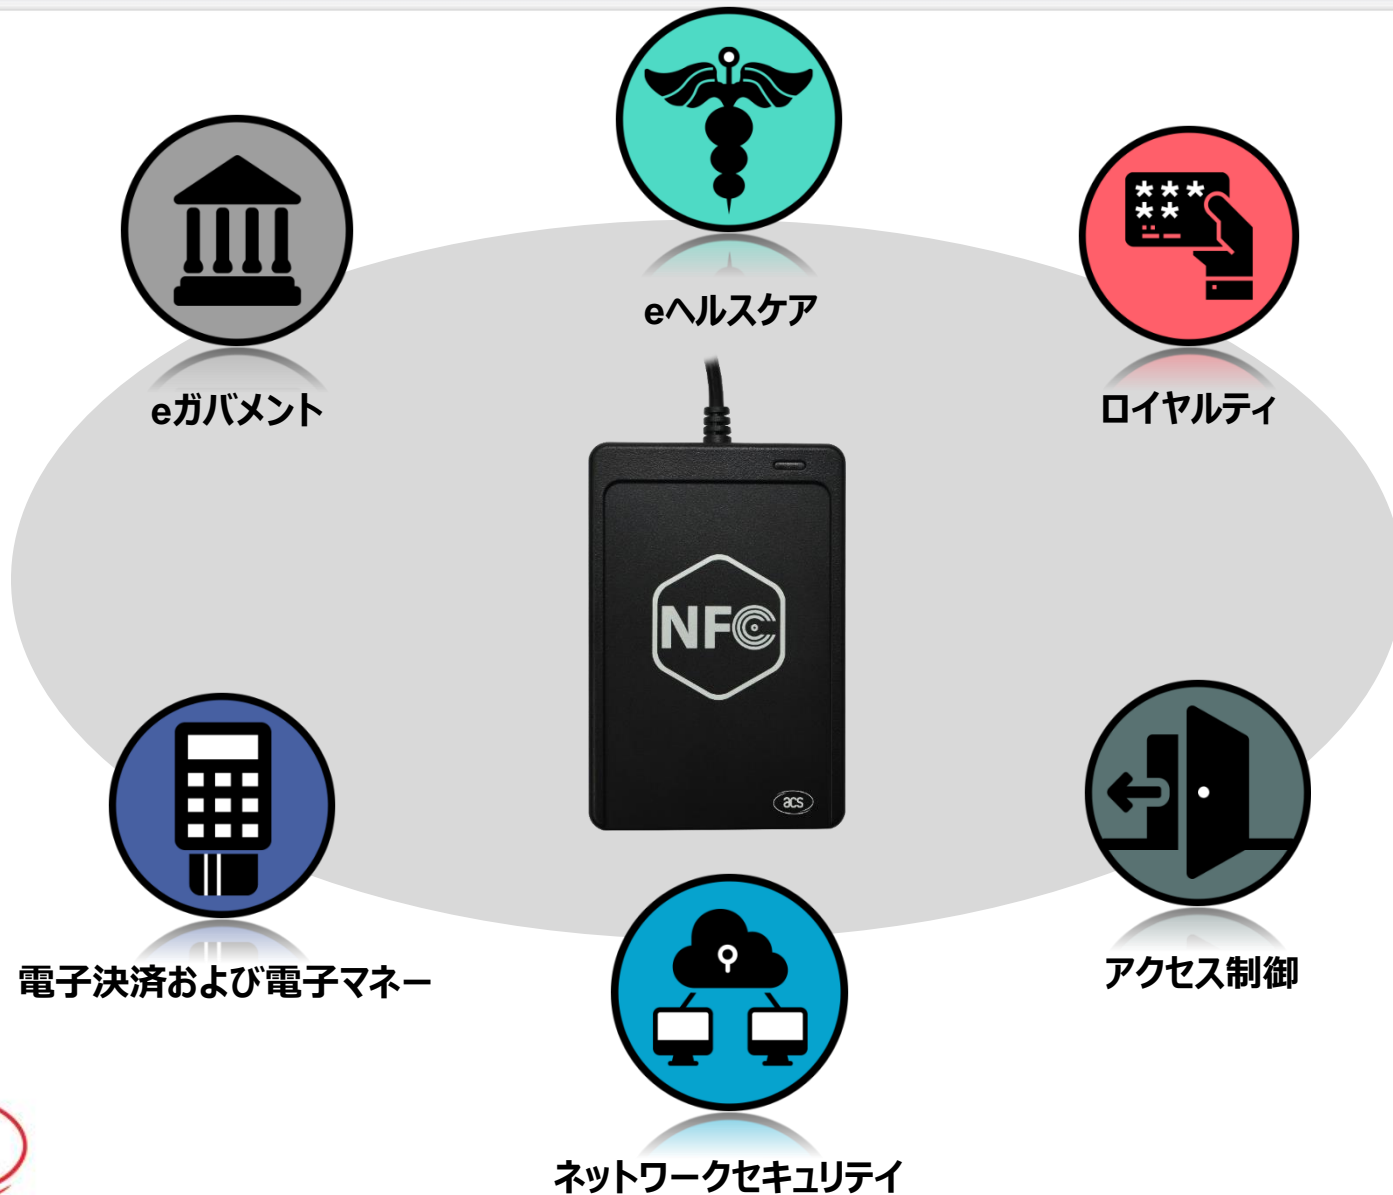 eヘルスケア
eガバメント
ロイヤルティ
*** 
**
NFC
acs
電子決済および電子マネー
アクセス制御
ネットワークセキュリテイ